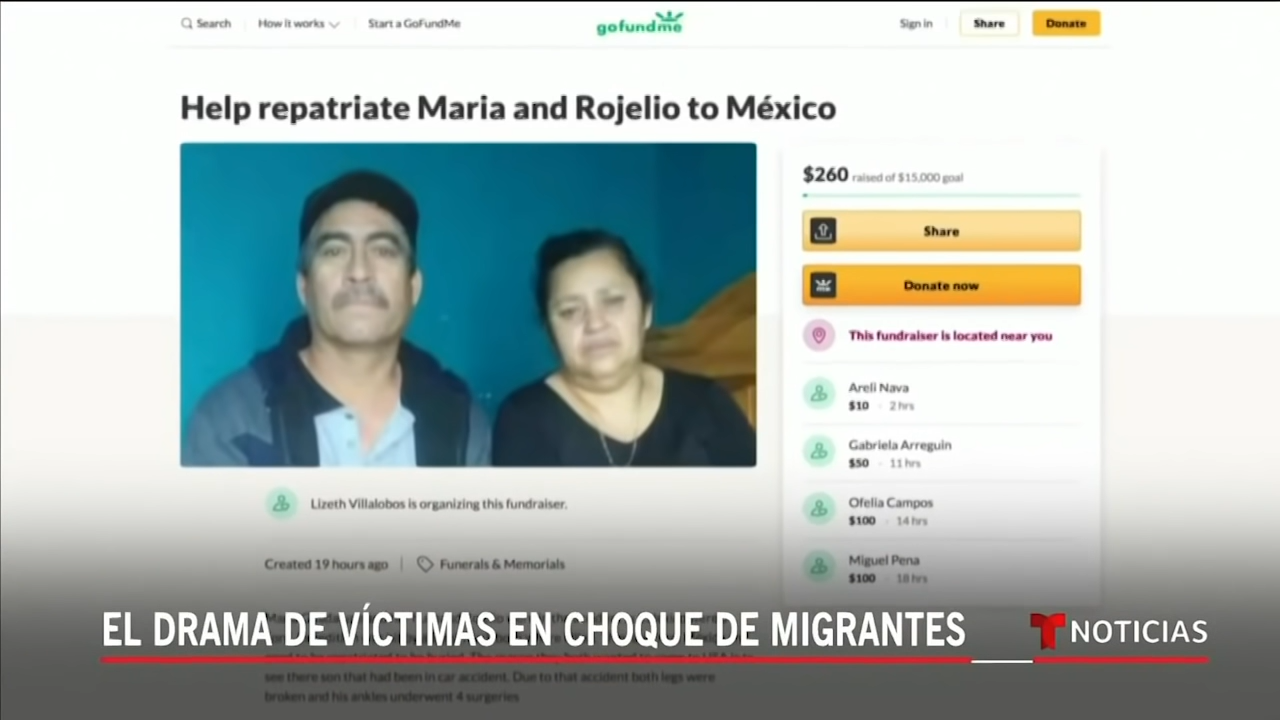 Search
How it works
Start a GoFundMe
gofundme
Sign in
Share
Donate
Help repatriate Maria and Rojelio to México
$260 raised of $15,000 goal
Share
Donate now
This fundraiser is located near you
Areli Nava
$10 · 2 hrs
Gabriela Arreguin
$50 · 11 hrs
Ofelia Campos
$100 · 14 hrs
Miguel Pena
$100 · 18 hrs
Lizeth Villalobos is organizing this fundraiser.
Created 19 hours ago
Funerals & Memorials
EL DRAMA DE VÍCTIMAS EN CHOQUE DE MIGRANTES
T NOTICIAS
see there son that had been in car accident. Due to that accident both legs were
broken and his ankles underwent 4 surgeries